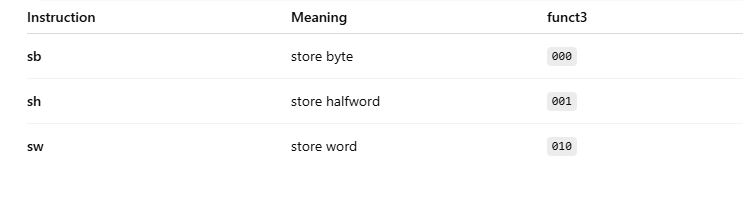 Instruction Meaning funct3
sb store byte 000
sh store halfword 001
sw store word 010